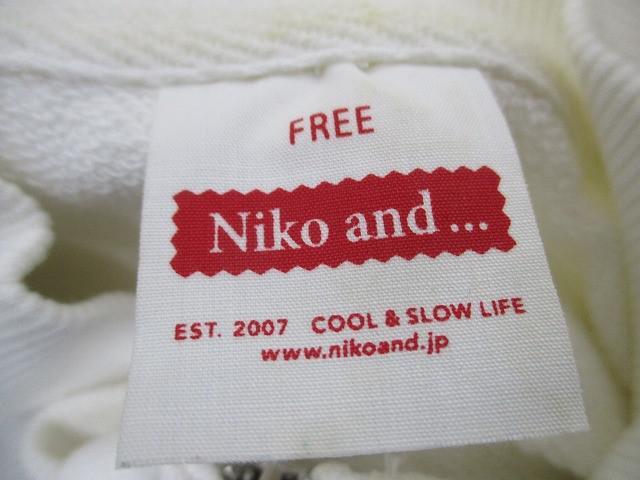 FREE
Niko and ...
EST. 2007 COOL & SLOW LIFE
www.nikoand.jp